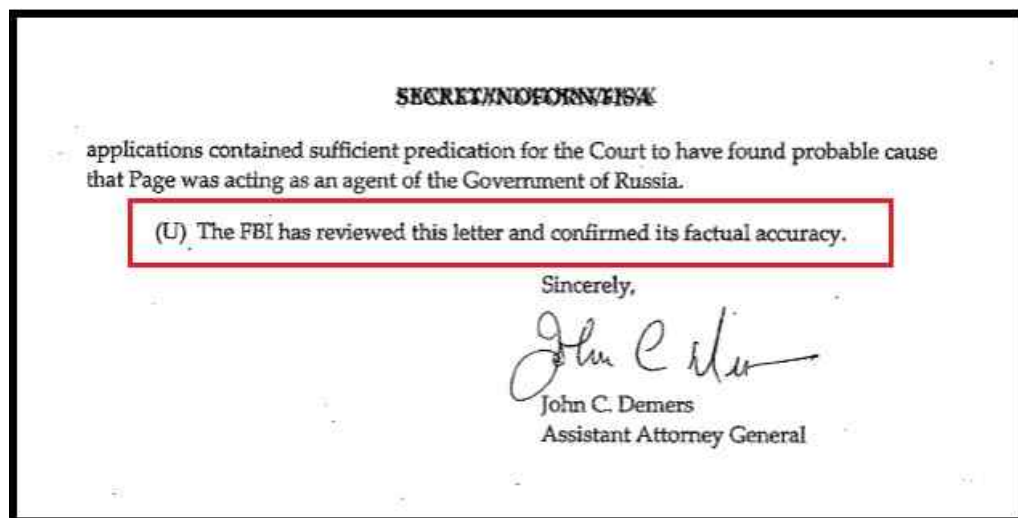 SECRET//NOFORN/FISA
applications contained sufficient predication for the Court to have found probable cause
that Page was acting as an agent of the Government of Russia.
(U) The FBI has reviewed this letter and confirmed its factual accuracy.
Sincerely,
John C Demers
John C. Demers
Assistant Attorney General